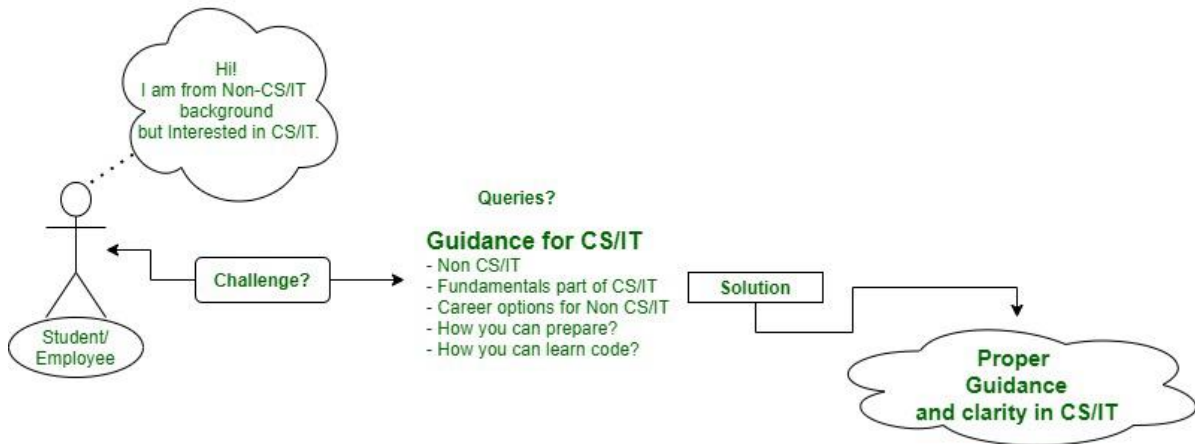 Hi!
I am from Non-CS/IT
background
but Interested in CS/IT.
Student/
Employee
Challenge?
Queries?
Guidance for CS/IT
- Non CS/IT
- Fundamentals part of CS/IT
- Career options for Non CS/IT
- How you can prepare?
- How you can learn code?
Solution
Proper
Guidance
and clarity in CS/IT